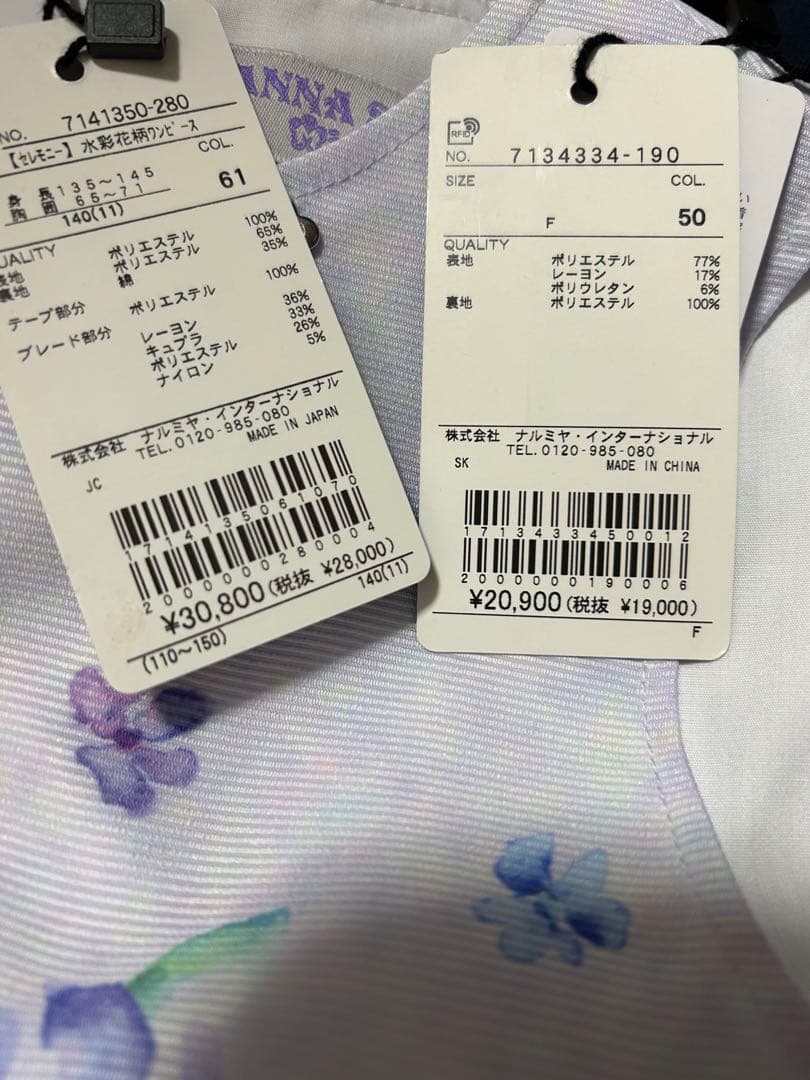 ANNA
NO. 7141350-280
【セレモニー】水彩花柄ワンピース
COL.
身長 135～145
胸囲 65～71
61
140(11)
QUALITY
表地 ポリエステル 100%
裏地 ポリエステル 65%
綿 35%
テープ部分 ポリエステル 100%
ブレード部分 レーヨン 36%
キュプラ 33%
ポリエステル 26%
ナイロン 5%
株式会社 ナルミヤ・インターナショナル
TEL.0120-985-080
JC MADE IN JAPAN
1714135061070
2000000280004
¥30,800(税抜 ¥28,000)
(110～150) 140(11)
RFID
NO. 7134334-190
SIZE COL.
F 50
QUALITY
表地 ポリエステル 77%
レーヨン 17%
ポリウレタン 6%
裏地 ポリエステル 100%
株式会社 ナルミヤ・インターナショナル
TEL.0120-985-080
SK MADE IN CHINA
1713433450012
2000000190006
¥20,900(税抜 ¥19,000)
F